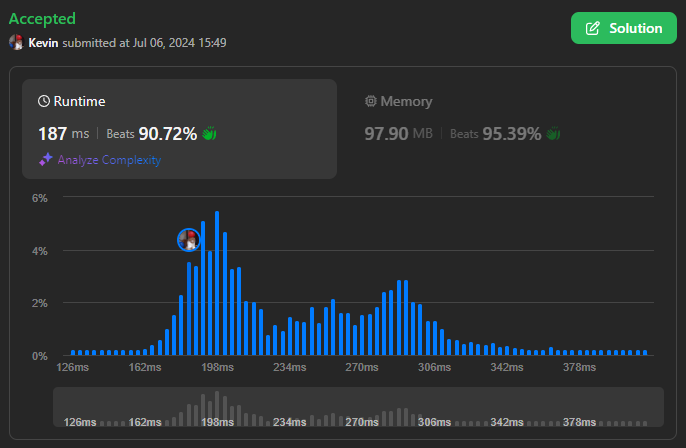 Accepted
Kevin submitted at Jul 06, 2024 15:49
Solution
Runtime
187 ms | Beats 90.72%
Analyze Complexity
Memory
97.90 MB | Beats 95.39%
6%
4%
2%
0%
126ms 162ms 198ms 234ms 270ms 306ms 342ms 378ms
126ms 162ms 198ms 234ms 270ms 306ms 342ms 378ms